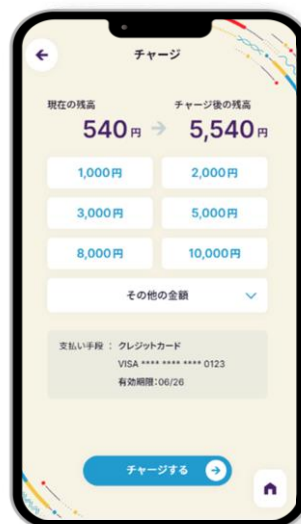 チャージ
現在の残高
チャージ後の残高
540円
5,540円
1,000円
2,000円
3,000円
5,000円
8,000円
10,000円
その他の金額
支払い手段 : クレジットカード
VISA **** **** **** 0123
有効期限:06/26
チャージする